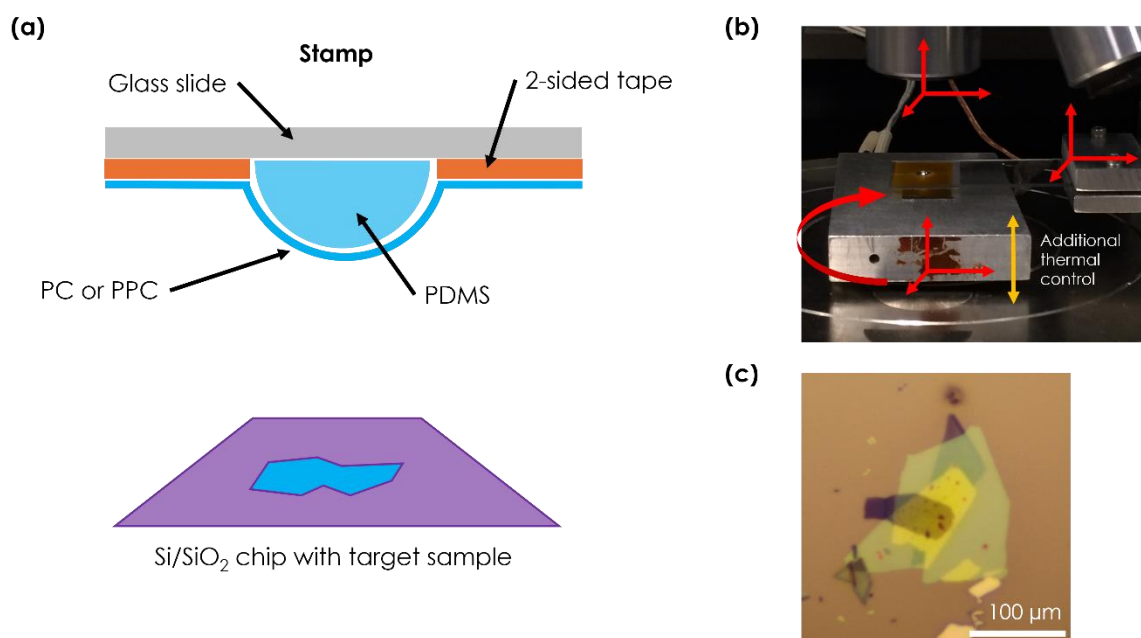 (a)
Stamp
Glass slide
2-sided tape
PC or PPC
PDMS
Si/SiO₂ chip with target sample
(b)
Additional
thermal
control
(c)
100 µm